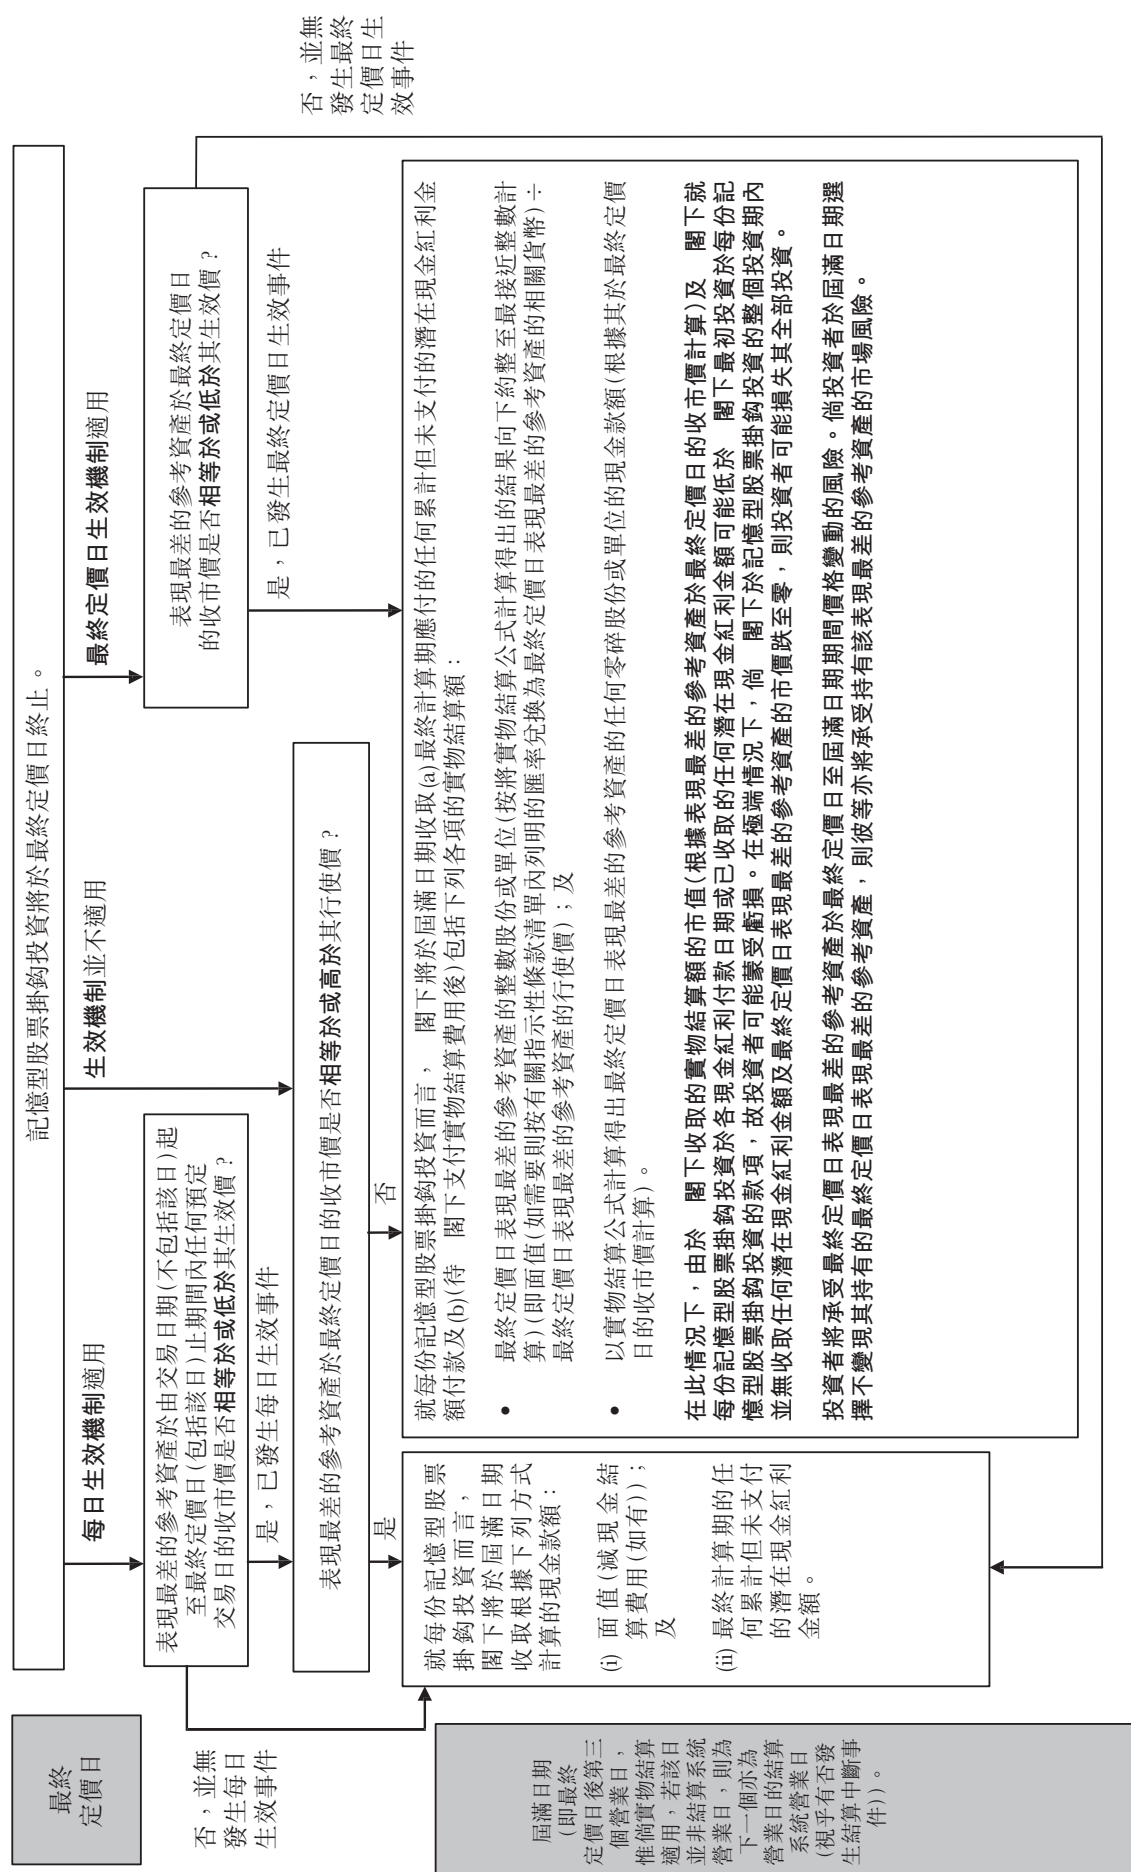 最終
定價日
記憶型股票掛鈎投資將於最終定價日終止。
每日生效機制適用
生效機制並不適用
最終定價日生效機制適用
表現最差的參考資產於由交易日期(不包括該日)起
至最終定價日(包括該日)止期間內任何預定
交易日的收市價是否相等於或低於其生效價?
表現最差的參考資產於最終定價日
的收市價是否相等於或低於其生效價?
否,並無
發生每日
生效事件
是,已發生每日生效事件
是,已發生最終定價日生效事件
否,並無
發生最終
定價日生
效事件
表現最差的參考資產於最終定價日的收市價是否相等於或高於其行使價?
是
否
屆滿日期
(即最終
定價日後第三
個營業日,
惟倘實物結算
適用,若該日
並非結算系統
營業日,則為
下一個亦為
營業日的結算
系統營業日
(視乎有否發
生結算中斷事
件))。
就每份記憶型股票
掛鈎投資而言,
閣下將於屆滿日期
收取根據下列方式
計算的現金款額:
(i) 面值(減現金結
算費用(如有));
及
(ii) 最終計算期的任
何累計但未支付
的潛在現金紅利
金額。
就每份記憶型股票掛鈎投資而言, 閣下將於屆滿日期收取(a)最終計算期應付的任何累計但未支付的潛在現金紅利金
額付款及(b)(待 閣下支付實物結算費用後)包括下列各項的實物結算額:
• 最終定價日表現最差的參考資產的整數股份或單位(按將實物結算公式計算得出的結果向下約整至最接近整數計
算)(即面值(如需要則按有關指示性條款清單內列明的匯率兌換為最終定價日表現最差的參考資產的相關貨幣)÷
最終定價日表現最差的參考資產的行使價);及
• 以實物結算公式計算得出最終定價日表現最差的參考資產的任何零碎股份或單位的現金款額(根據其於最終定價
日的收市價計算)。
在此情況下,由於 閣下收取的實物結算額的市值(根據表現最差的參考資產於最終定價日的收市價計算)及 閣下就
每份記憶型股票掛鈎投資於各現金紅利付款日期或已收取的任何潛在現金紅利金額可能低於 閣下最初投資於每份記
憶型股票掛鈎投資的款項,故投資者可能蒙受虧損。在極端情況下,倘 閣下於記憶型股票掛鈎投資的整個投資期內
並無收取任何潛在現金紅利金額及最終定價日表現最差的參考資產的市價跌至零,則投資者可能損失其全部投資。
投資者將承受最終定價日表現最差的參考資產於最終定價日至屆滿日期期間價格變動的風險。倘投資者於屆滿日期選
擇不變現其持有的最終定價日表現最差的參考資產,則彼等亦將承受持有該表現最差的參考資產的市場風險。